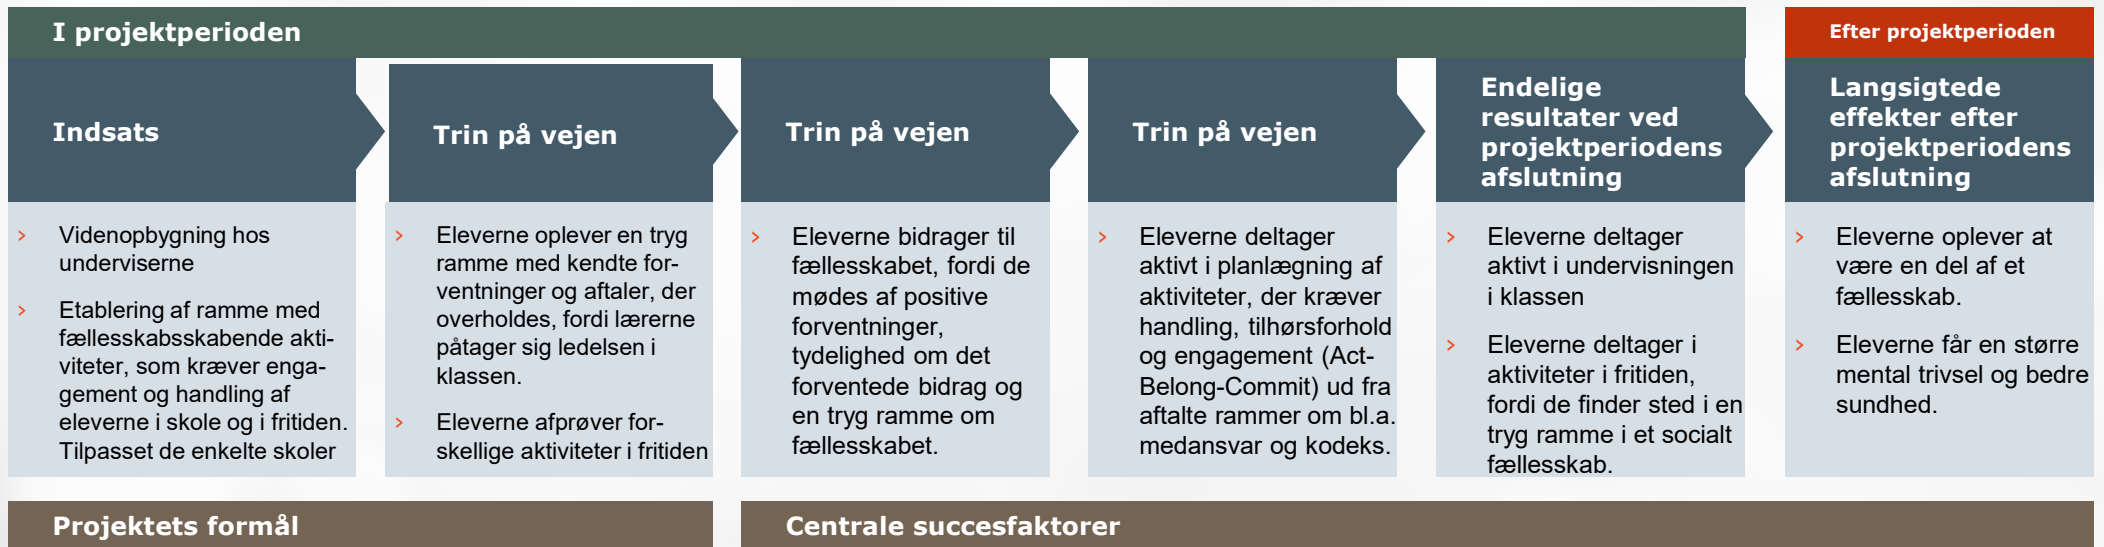 I projektperioden
Efter projektperioden
Indsats
Trin på vejen
Trin på vejen
Trin på vejen
Endelige
resultater ved
projektperiodens
afslutning
Langsigtede
effekter efter
projektperiodens
afslutning
› Videnopbygning hos
underviserne
› Etablering af ramme med
fællesskabsskabende akti-
viteter, som kræver enga-
gement og handling af
eleverne i skole og i fritiden.
Tilpasset de enkelte skoler
› Eleverne oplever en tryg
ramme med kendte for-
ventninger og aftaler, der
overholdes, fordi lærerne
påtager sig ledelsen i
klassen.
› Eleverne afprøver for-
skellige aktiviteter i fritiden
› Eleverne bidrager til
fællesskabet, fordi de
mødes af positive
forventninger,
tydelighed om det
forventede bidrag og
en tryg ramme om
fællesskabet.
› Eleverne deltager
aktivt i planlægning af
aktiviteter, der kræver
handling, tilhørsforhold
og engagement (Act-
Belong-Commit) ud fra
aftalte rammer om bl.a.
medansvar og kodeks.
› Eleverne deltager
aktivt i undervisningen
i klassen
› Eleverne deltager i
aktiviteter i fritiden,
fordi de finder sted i en
tryg ramme i et socialt
fællesskab.
› Eleverne oplever at
være en del af et
fællesskab.
› Eleverne får en større
mental trivsel og bedre
sundhed.
Projektets formål
Centrale succesfaktorer